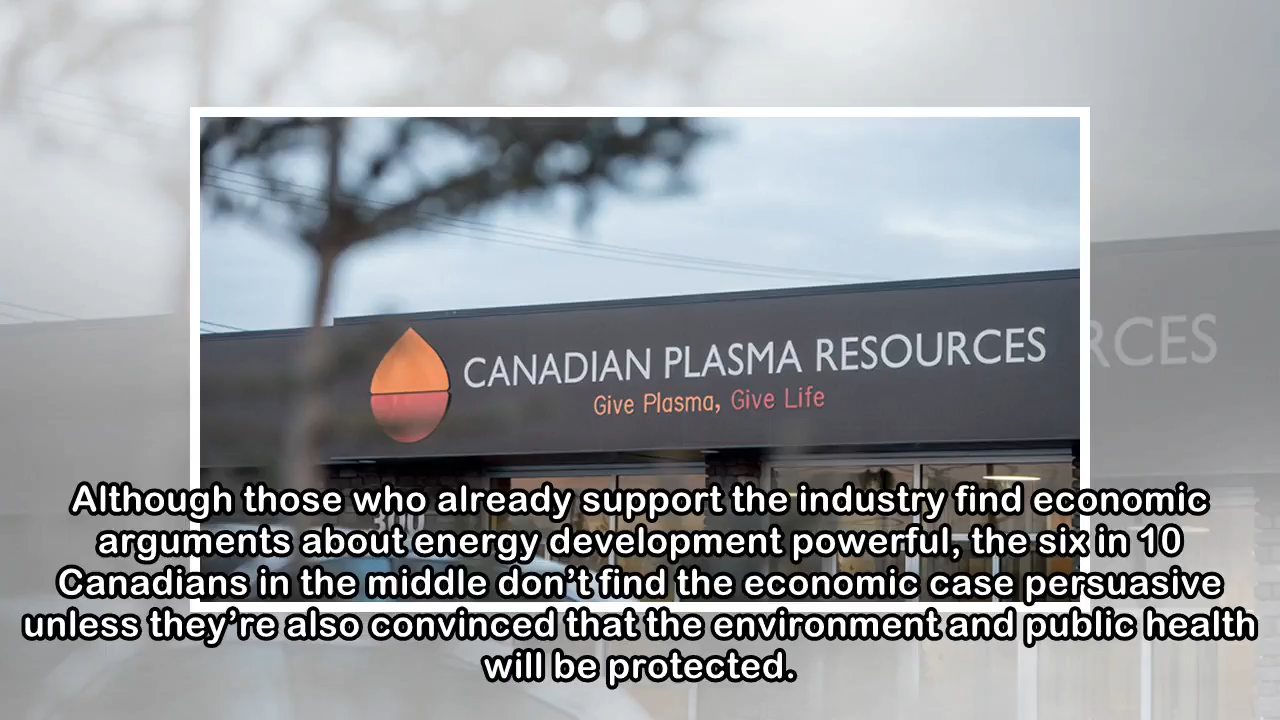 CANADIAN PLASMA RESOURCES
Give Plasma, Give Life
RCES
Although those who already support the industry find economic
arguments about energy development powerful, the six in 10
Canadians in the middle don't find the economic case persuasive
unless they're also convinced that the environment and public health
will be protected.